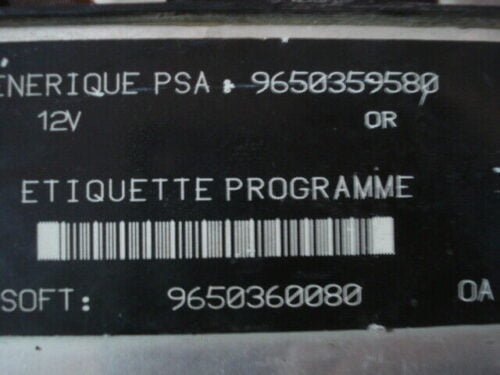 ENERIQUE PSA : 9650359580
12V OR
ETIQUETTE PROGRAMME
SOFT: 9650360080 OA